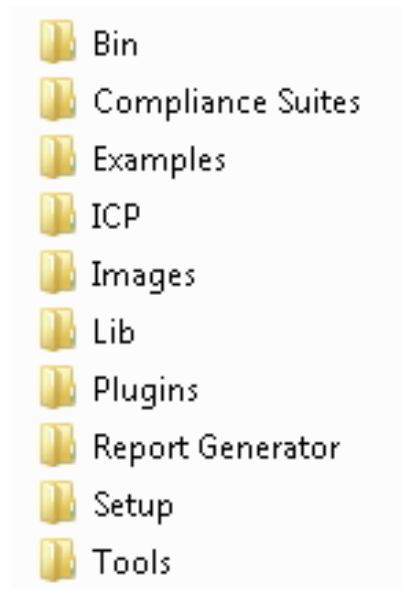 Bin
Compliance Suites
Examples
ICP
Images
Lib
Plugins
Report Generator
Setup
Tools